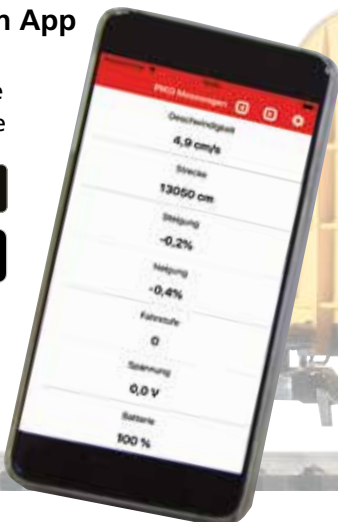 n App
e
e
PIKO Messwagen
Geschwindigkeit
4,9 cm/s
Strecke
13050 cm
Steigung
-0,2%
Neigung
-0,4%
Fahrstufe
0
Spannung
0,0 V
Batterie
100 %